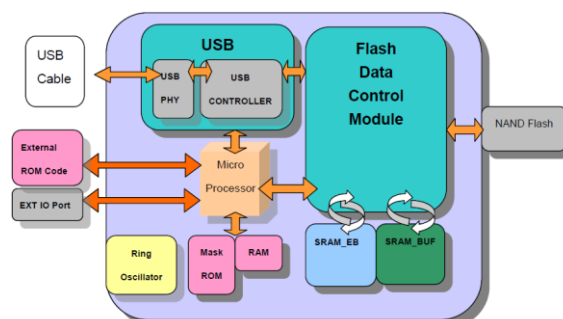 USB
Cable
USB
USB
PHY
USB
CONTROLLER
Flash
Data
Control
Module
NAND Flash
External
ROM Code
EXT IO Port
Micro
Processor
Ring
Oscillator
Mask
ROM
RAM
SRAM_EB
SRAM_BUF